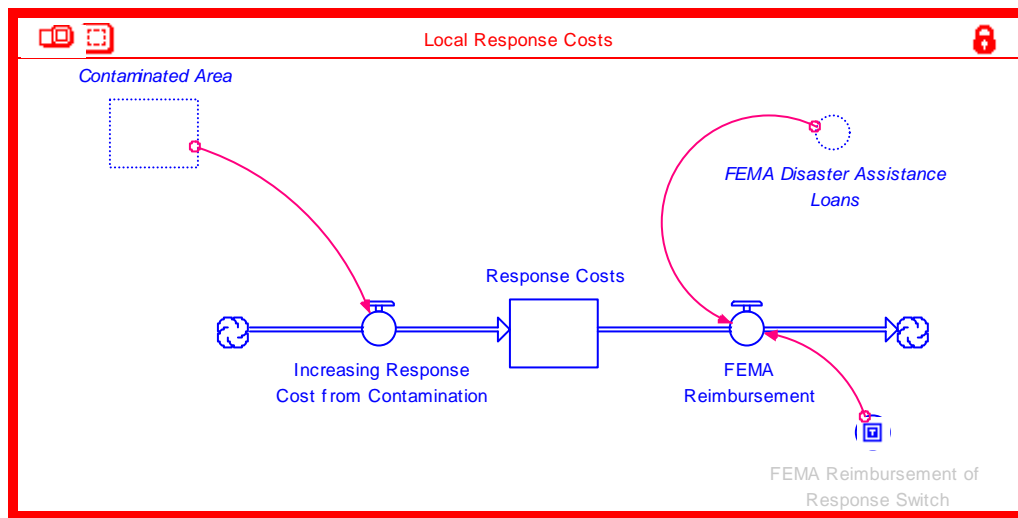 Local Response Costs
Contaminated Area
FEMA Disaster Assistance
Loans
Response Costs
Increasing Response
Cost from Contamination
FEMA
Reimbursement
T
FEMA Reimbursement of
Response Switch